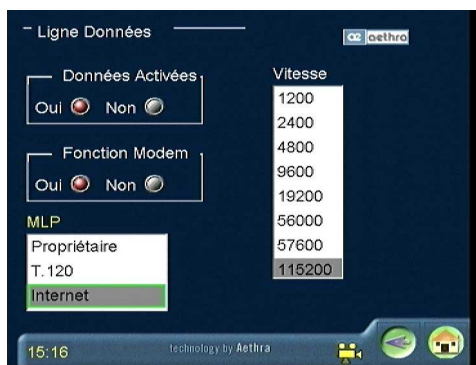 Ligne Données
aethra
Données Activées
Oui Non
Fonction Modem
Oui Non
MLP
Propriétaire
T.120
Internet
Vitesse
1200
2400
4800
9600
19200
56000
57600
115200
15:16
technology by Aethra